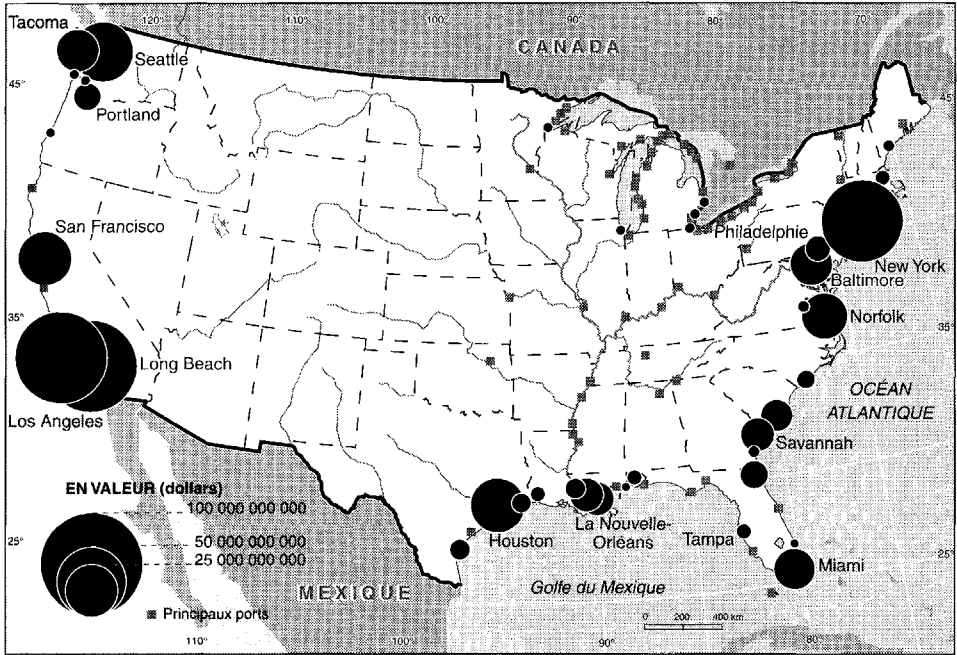 120°
110°
100°
90°
80°
70°
Tacoma
Seattle
Portland
45°
45°
CANADA
San Francisco
Philadelphie
New York
Baltimore
Norfolk
35°
35°
Long Beach
Los Angeles
OCÉAN
ATLANTIQUE
Savannah
EN VALEUR (dollars)
100 000 000 000
50 000 000 000
25 000 000 000
Houston
La Nouvelle-
Orléans
Tampa
Miami
25°
25°
MEXIQUE
Golfe du Mexique
Principaux ports
0 200 400 km
110°
100°
90°
80°